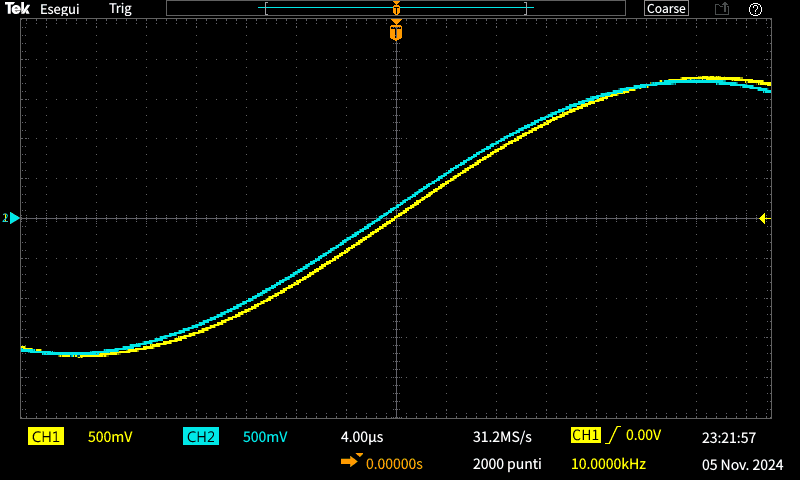 Tek Esegui Trig T Coarse ?
T
2
CH1 500mV CH2 500mV 4.00µs 31.2MS/s CH1 0.00V 23:21:57
0.00000s 2000 punti 10.0000kHz 05 Nov. 2024